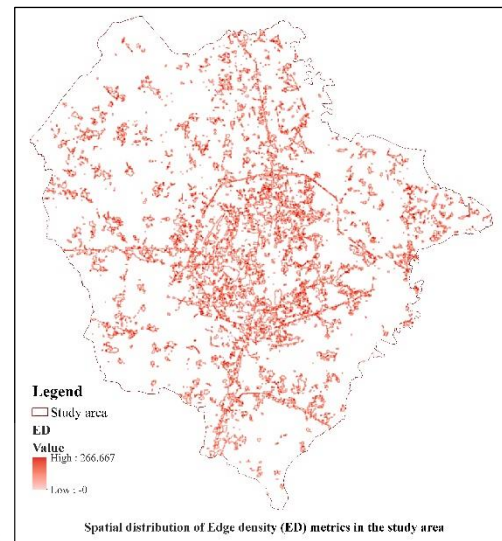 Legend
Study area
ED
Value
High : 266.667
Low : -0
Spatial distribution of Edge density (ED) metrics in the study area